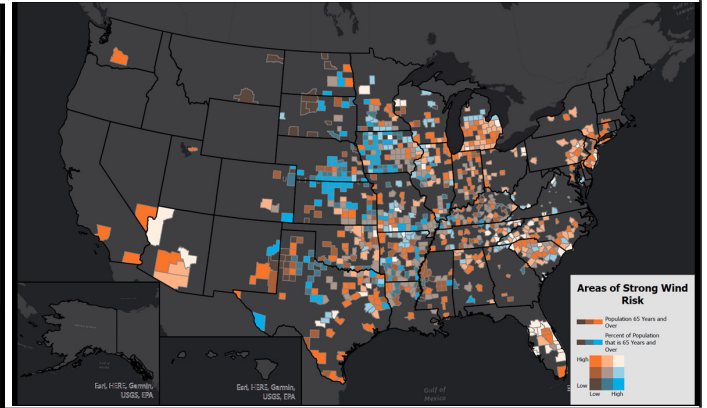 Areas of Strong Wind
Risk
Population 65 Years and
Over
Percent of Population
that is 65 Years and
Over
High
Low
Low
High
Esri, HERE, Garmin,
USGS, EPA
Esri, HERE, Garmin,
USGS, EPA
Gulf of
Mexico